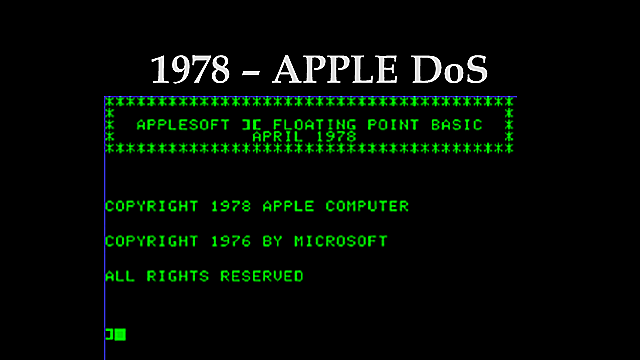 1978 – APPLE DoS
****************************************
* APPLESOFT ][ FLOATING POINT BASIC *
* APRIL 1978 *
****************************************
COPYRIGHT 1978 APPLE COMPUTER
COPYRIGHT 1976 BY MICROSOFT
ALL RIGHTS RESERVED
]